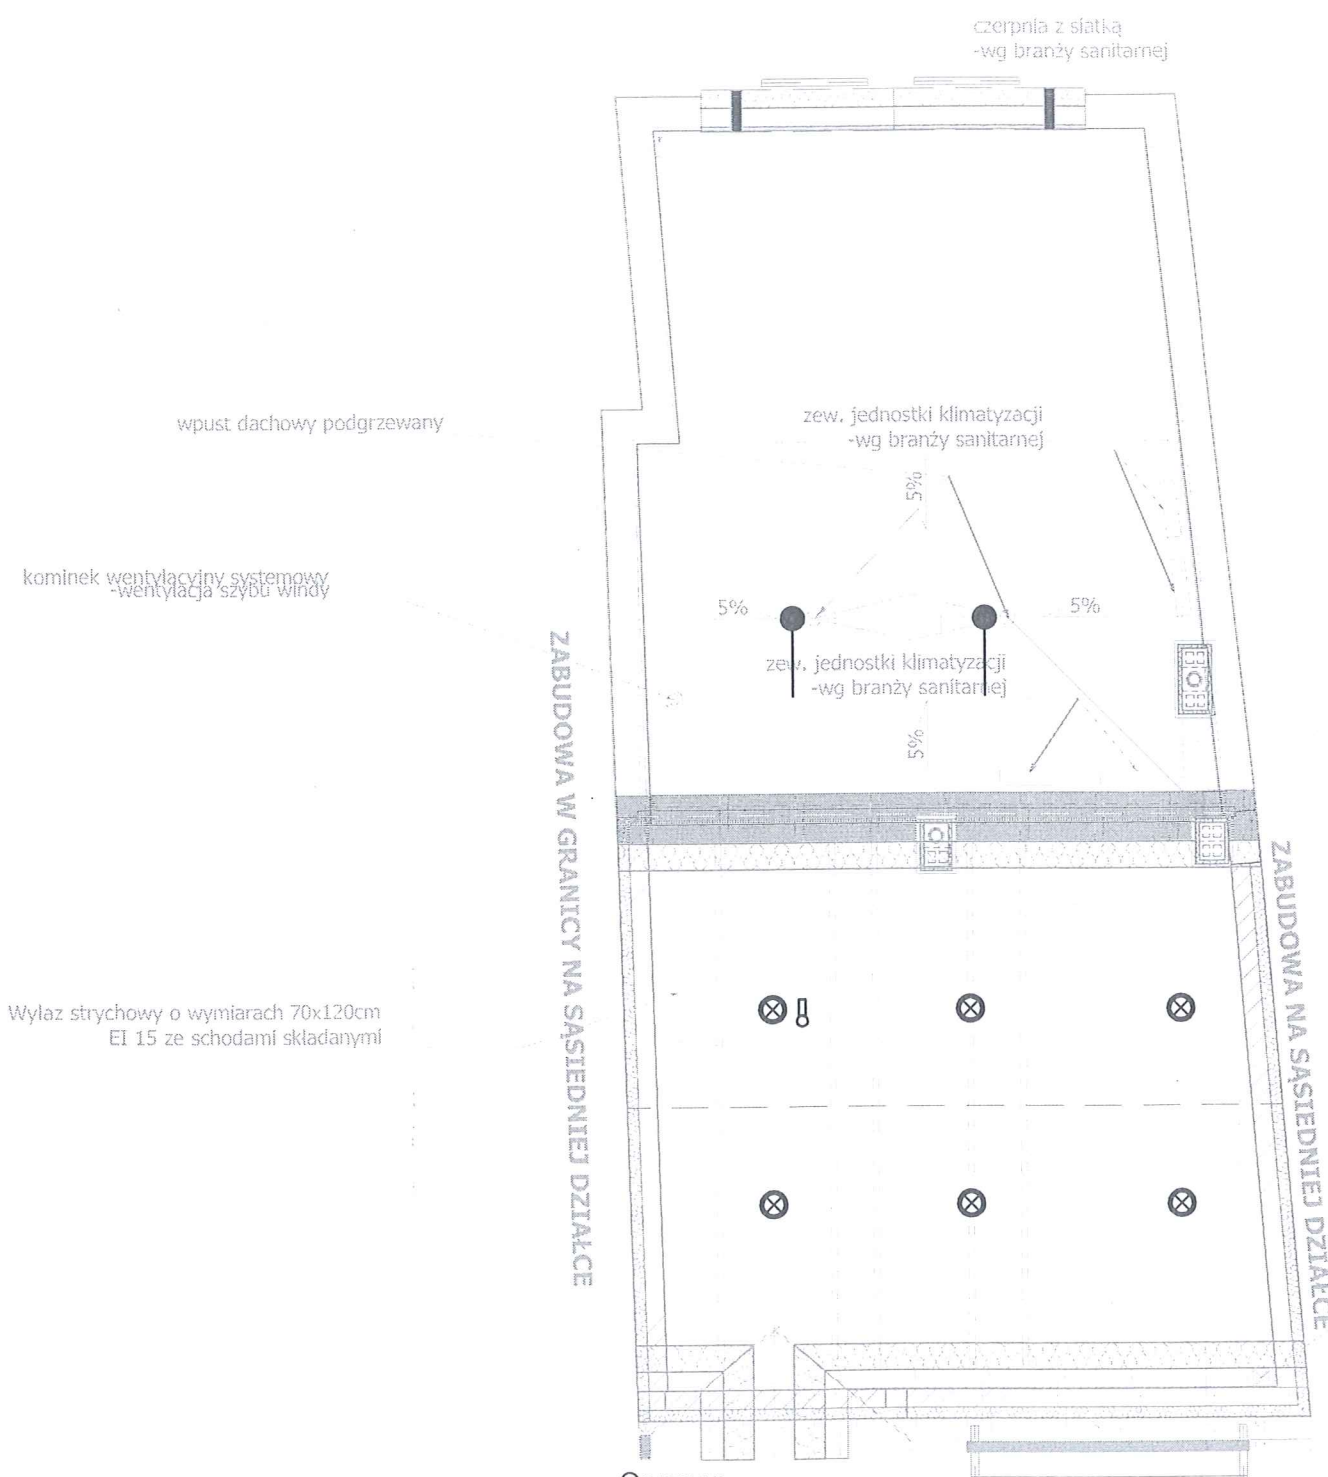 czerpnia z siatką
-wg branży sanitarnej
wpust dachowy podgrzewany
zew. jednostki klimatyzacji
-wg branży sanitarnej
5%
kominek wentylacyjny systemowy
-wentylacja szybu windy
5%
5%
zew. jednostki klimatyzacji
-wg branży sanitarnej
5%
ZABUDOWA W GRANICY NA SĄSIEDNIEJ DZIAŁCE
ZABUDOWA NA SĄSIEDNIEJ DZIAŁCE
Wyłaz strychowy o wymiarach 70x120cm
EI 15 ze schodami składanymi